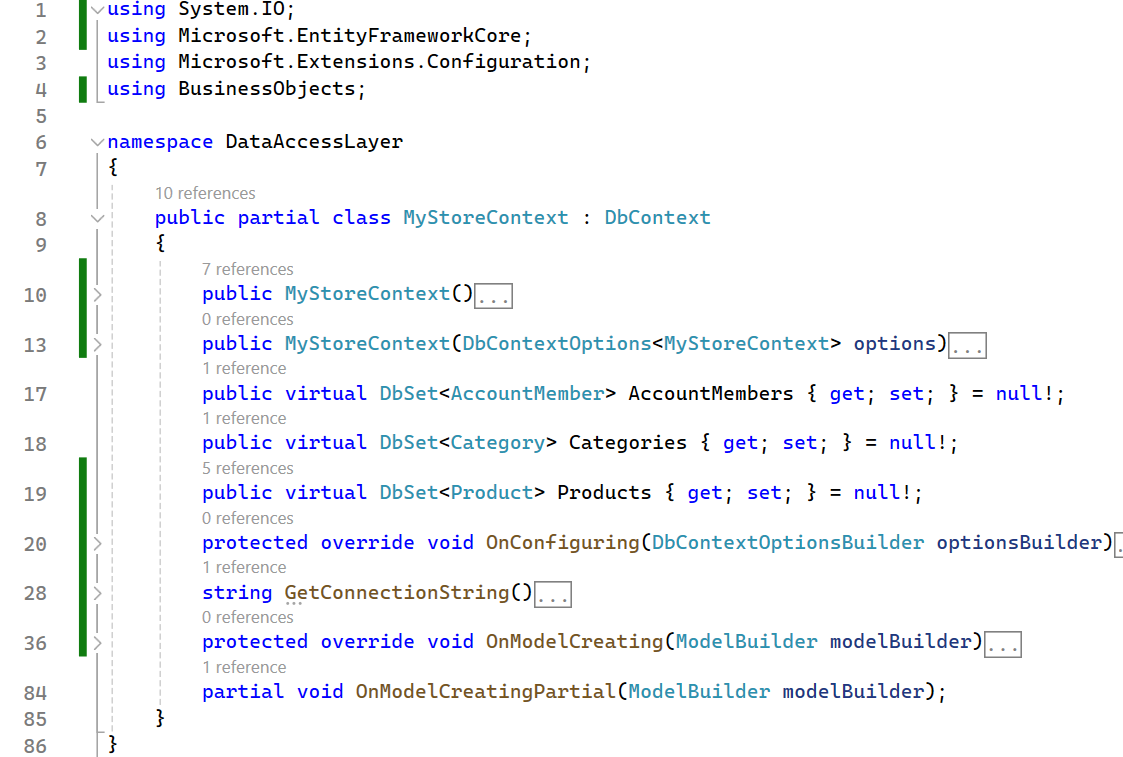 1 using System.IO;
2 using Microsoft.EntityFrameworkCore;
3 using Microsoft.Extensions.Configuration;
4 using BusinessObjects;
5
6 namespace DataAccessLayer
7 {
10 references
8 public partial class MyStoreContext : DbContext
9 {
7 references
10 public MyStoreContext()...
0 references
13 public MyStoreContext(DbContextOptions<MyStoreContext> options)...
1 reference
17 public virtual DbSet<AccountMember> AccountMembers { get; set; } = null!;
1 reference
18 public virtual DbSet<Category> Categories { get; set; } = null!;
5 references
19 public virtual DbSet<Product> Products { get; set; } = null!;
0 references
20 protected override void OnConfiguring(DbContextOptionsBuilder optionsBuilder)
1 reference
28 string GetConnectionString()...
0 references
36 protected override void OnModelCreating(ModelBuilder modelBuilder)...
1 reference
84 partial void OnModelCreatingPartial(ModelBuilder modelBuilder);
85 }
86 }